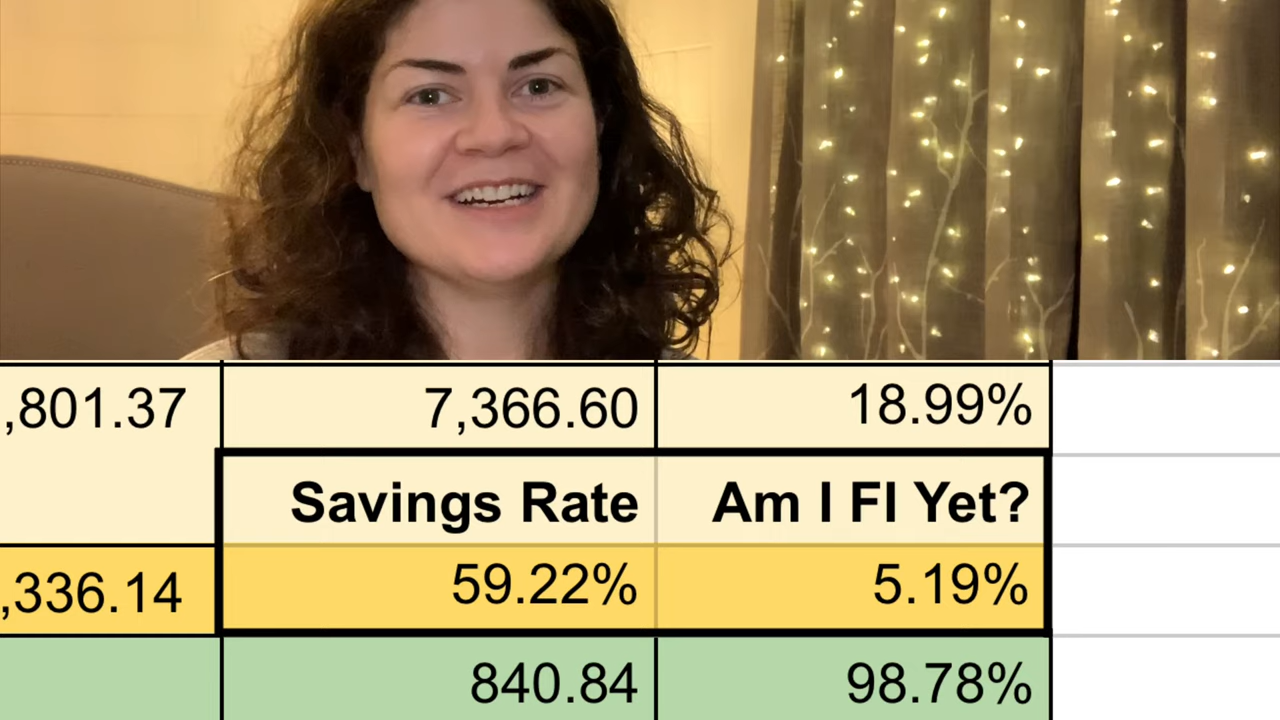 ,801.37 7,366.60 18.99%
Savings Rate Am I FI Yet?
,336.14 59.22% 5.19%
840.84 98.78%